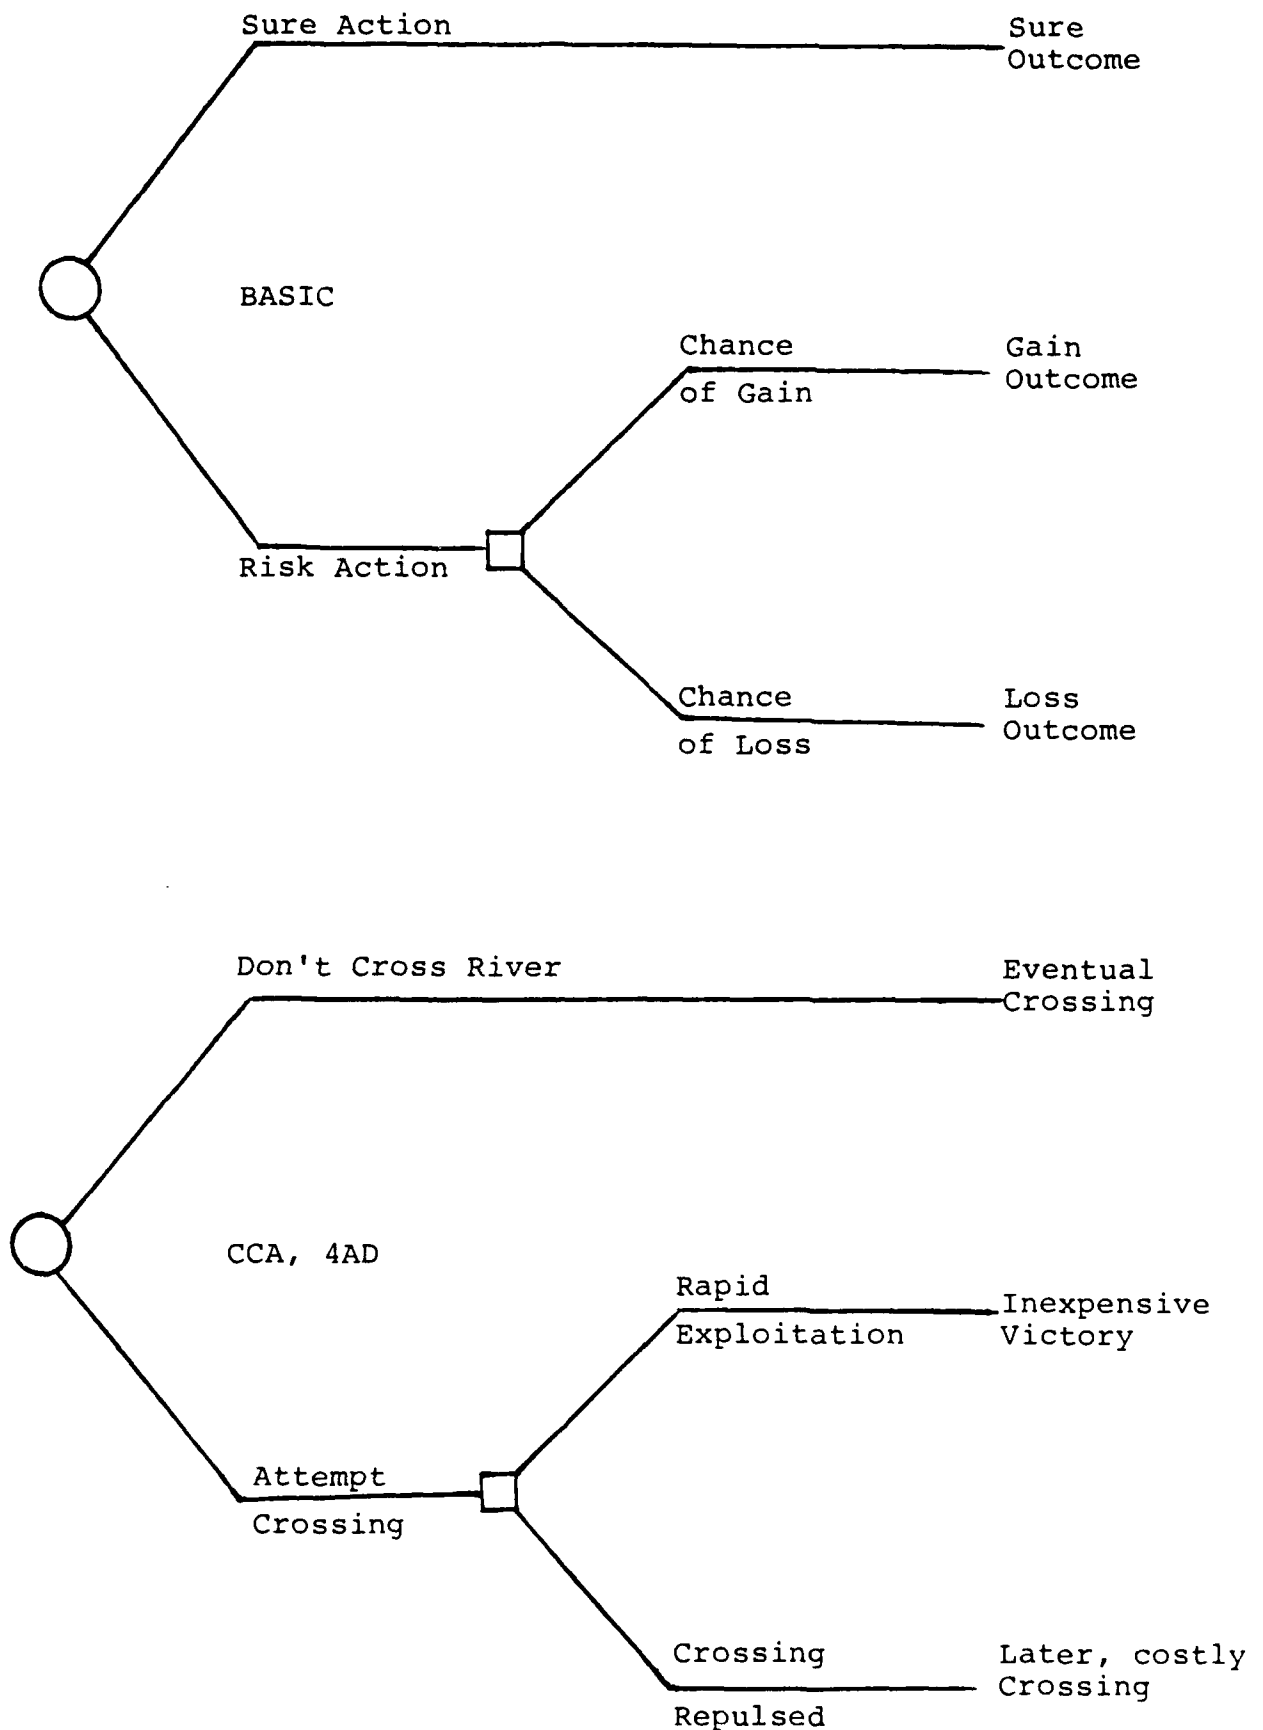 Sure Action
Sure
Outcome
BASIC
Chance
of Gain
Gain
Outcome
Risk Action
Chance
of Loss
Loss
Outcome
Don't Cross River
Eventual
Crossing
CCA, 4AD
Rapid
Exploitation
Inexpensive
Victory
Attempt
Crossing
Crossing
Repulsed
Later, costly
Crossing